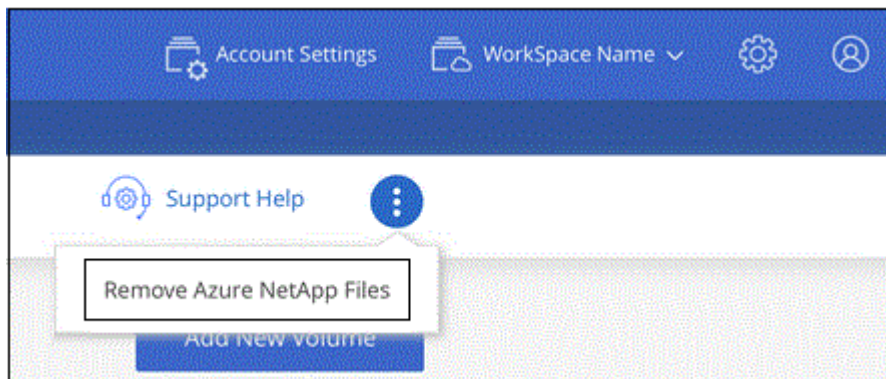 Account Settings WorkSpace Name
Support Help
Remove Azure NetApp Files
Add New Volume